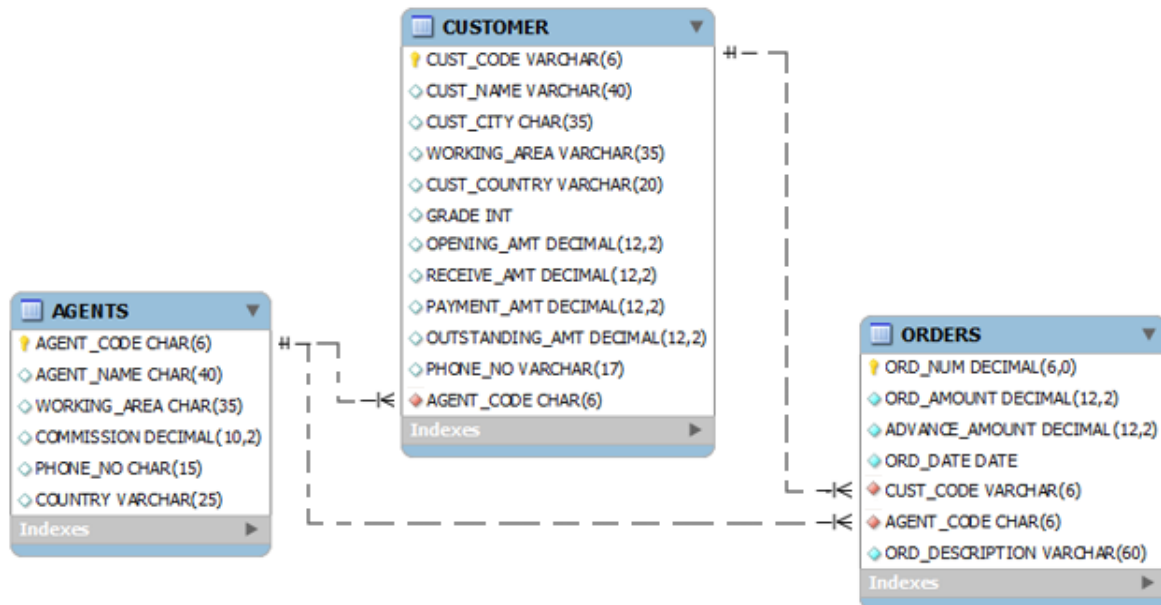 CUSTOMER
CUST_CODE VARCHAR(6)
CUST_NAME VARCHAR(40)
CUST_CITY CHAR(35)
WORKING_AREA VARCHAR(35)
CUST_COUNTRY VARCHAR(20)
GRADE INT
OPENING_AMT DECIMAL(12,2)
RECEIVE_AMT DECIMAL(12,2)
PAYMENT_AMT DECIMAL(12,2)
OUTSTANDING_AMT DECIMAL(12,2)
PHONE_NO VARCHAR(17)
AGENT_CODE CHAR(6)
Indexes
AGENTS
AGENT_CODE CHAR(6)
AGENT_NAME CHAR(40)
WORKING_AREA CHAR(35)
COMMISSION DECIMAL(10,2)
PHONE_NO CHAR(15)
COUNTRY VARCHAR(25)
Indexes
ORDERS
ORD_NUM DECIMAL(6,0)
ORD_AMOUNT DECIMAL(12,2)
ADVANCE_AMOUNT DECIMAL(12,2)
ORD_DATE DATE
CUST_CODE VARCHAR(6)
AGENT_CODE CHAR(6)
ORD_DESCRIPTION VARCHAR(60)
Indexes